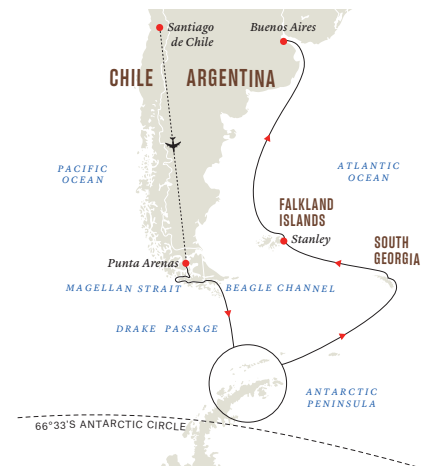 Santiago
de Chile
Buenos Aires
CHILE
ARGENTINA
PACIFIC
OCEAN
ATLANTIC
OCEAN
FALKLAND
ISLANDS
Stanley
SOUTH
GEORGIA
Punta Arenas
MAGELLAN STRAIT
BEAGLE CHANNEL
DRAKE PASSAGE
ANTARCTIC
PENINSULA
66°33'S ANTARCTIC CIRCLE